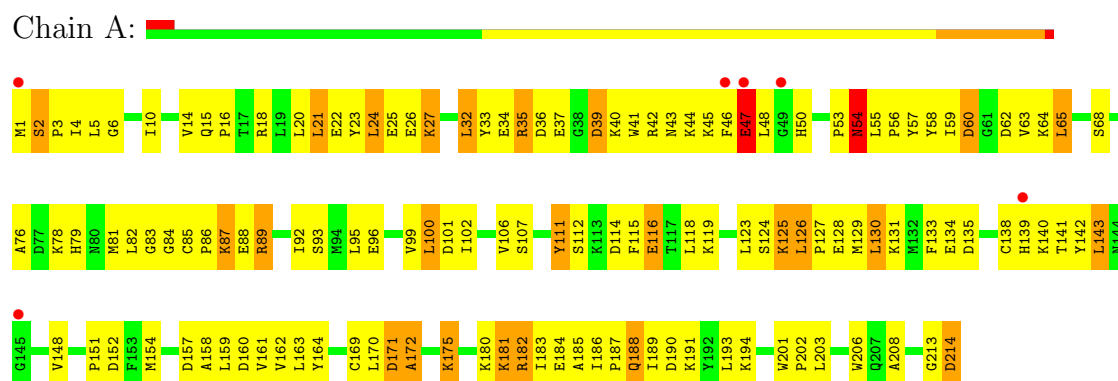 Chain A:
M1 S2 P3 I4 L5 G6 I10 V14 Q15 P16 T17 R18 L19 L20 L21 E22 Y23 L24 E25 E26 K27 L32 Y33 E34 R35 D36 E37 G38 D39 K40 W41 R42 N43 K44 K45 F46 E47 L48 G49 H50 P53 N54 L55 P56 Y57 Y58 I59 D60 G61 D62 V63 K64 L65 S68
A76 D77 K78 H79 N80 M81 L82 G83 G84 C85 P86 K87 E88 R89 I92 S93 M94 L95 E96 V99 L100 D101 I102 V106 S107 Y111 S112 K113 D114 F115 E116 T117 L118 K119 L123 S124 K125 L126 P127 E128 M129 L130 K131 M132 F133 E134 D135 C138 H139 K140 T141 Y142 L143 N144
G145 V148 P151 D152 F153 M154 D157 A158 L159 D160 V161 V162 L163 Y164 C169 L170 D171 A172 K175 K180 K181 R182 I183 E184 A185 I186 P187 Q188 I189 D190 K191 Y192 L193 K194 W201 P202 L203 W206 Q207 A208 G213 D214